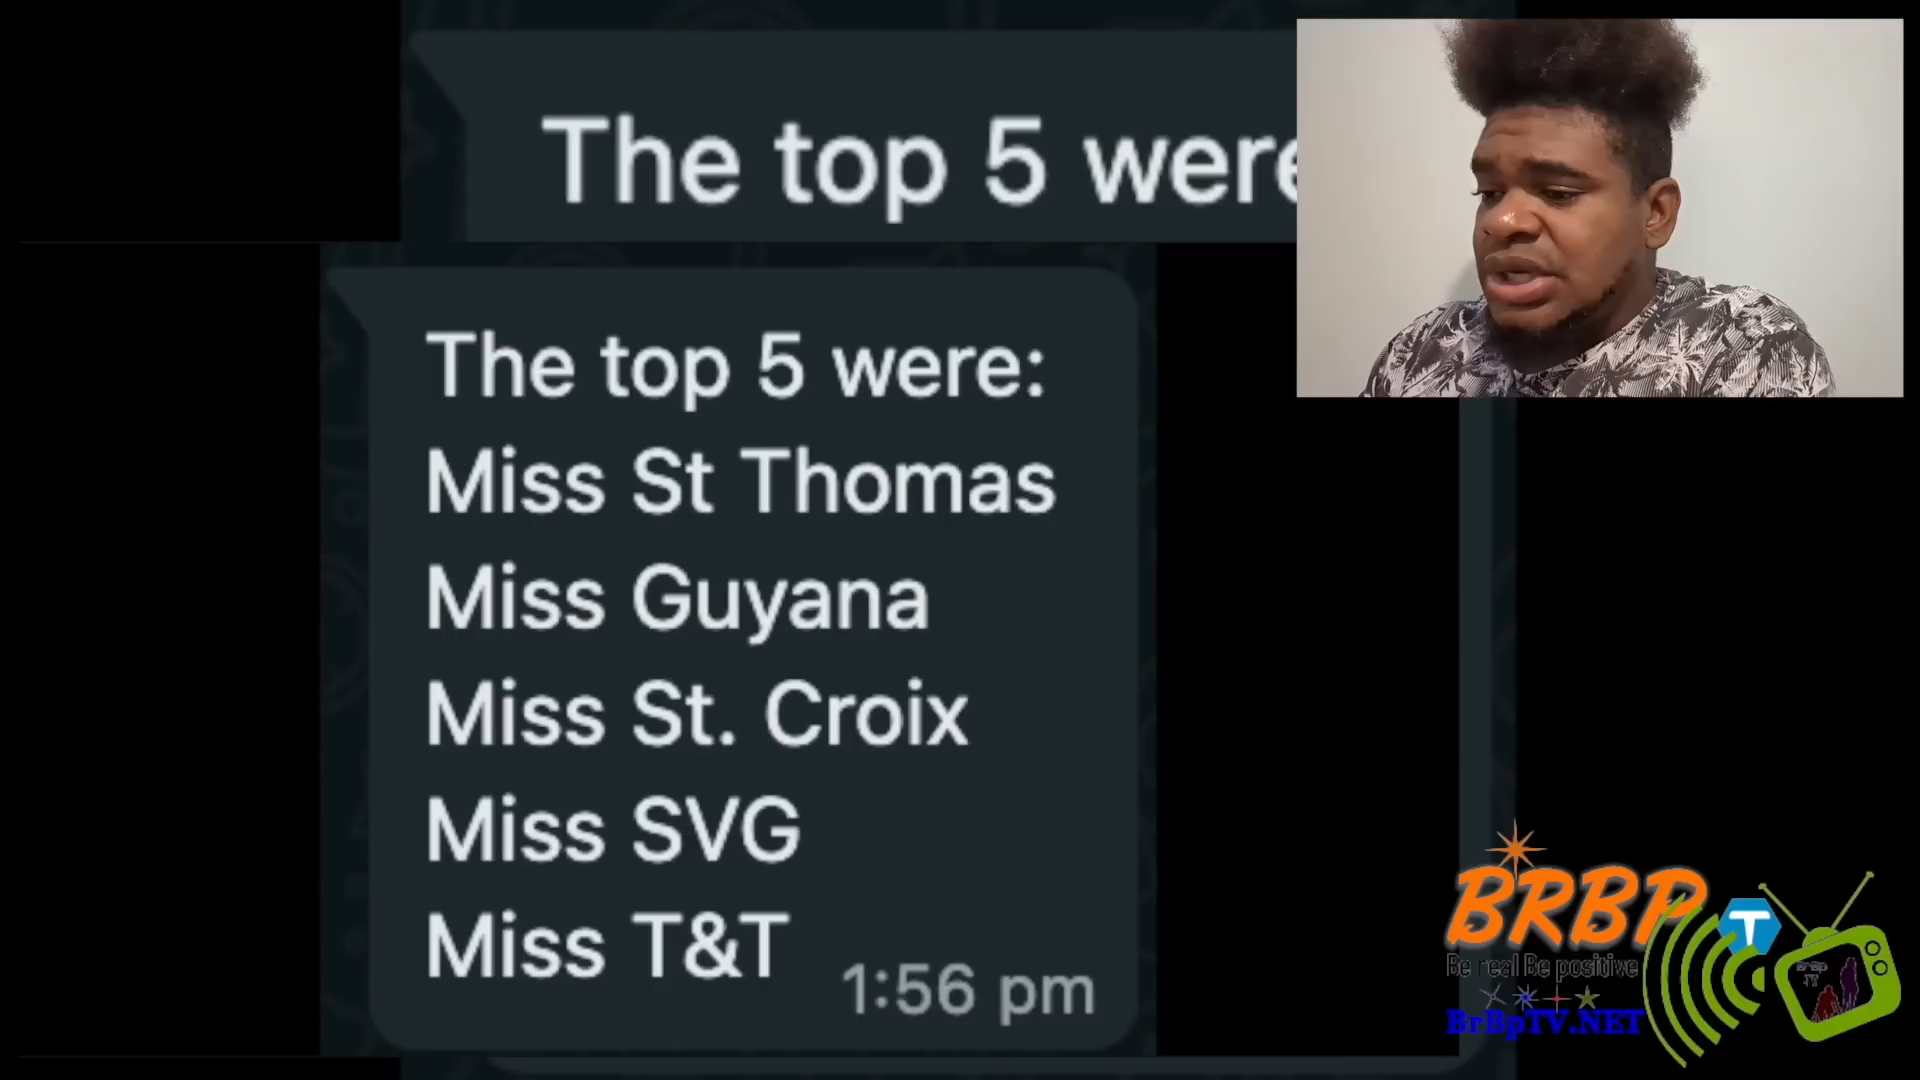 The top 5 were
The top 5 were:
Miss St Thomas
Miss Guyana
Miss St. Croix
Miss SVG
Miss T&T
1:56 pm
BRBP
T
Be real Be positive
BrBpTV.NET